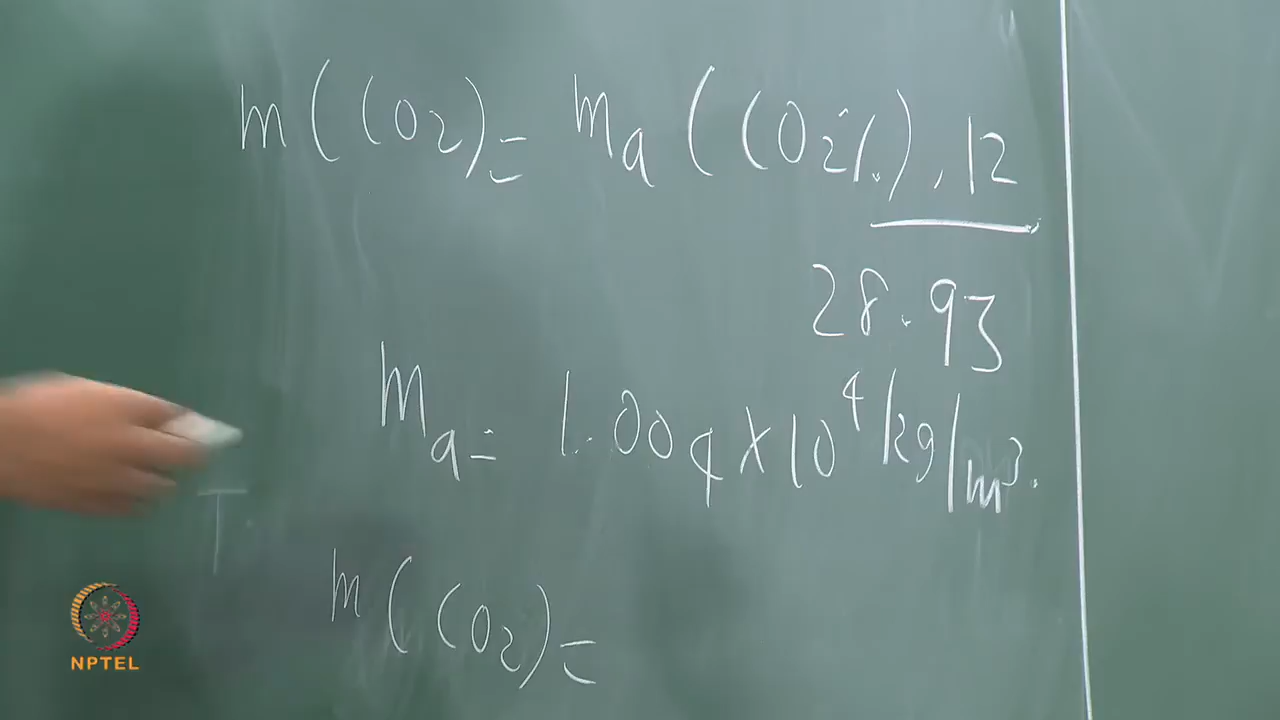 m(CO2) = ma (CO2%).12
28.93
ma = 1.004 × 10^4 kg/m³.
T.
m(CO2) =
NPTEL